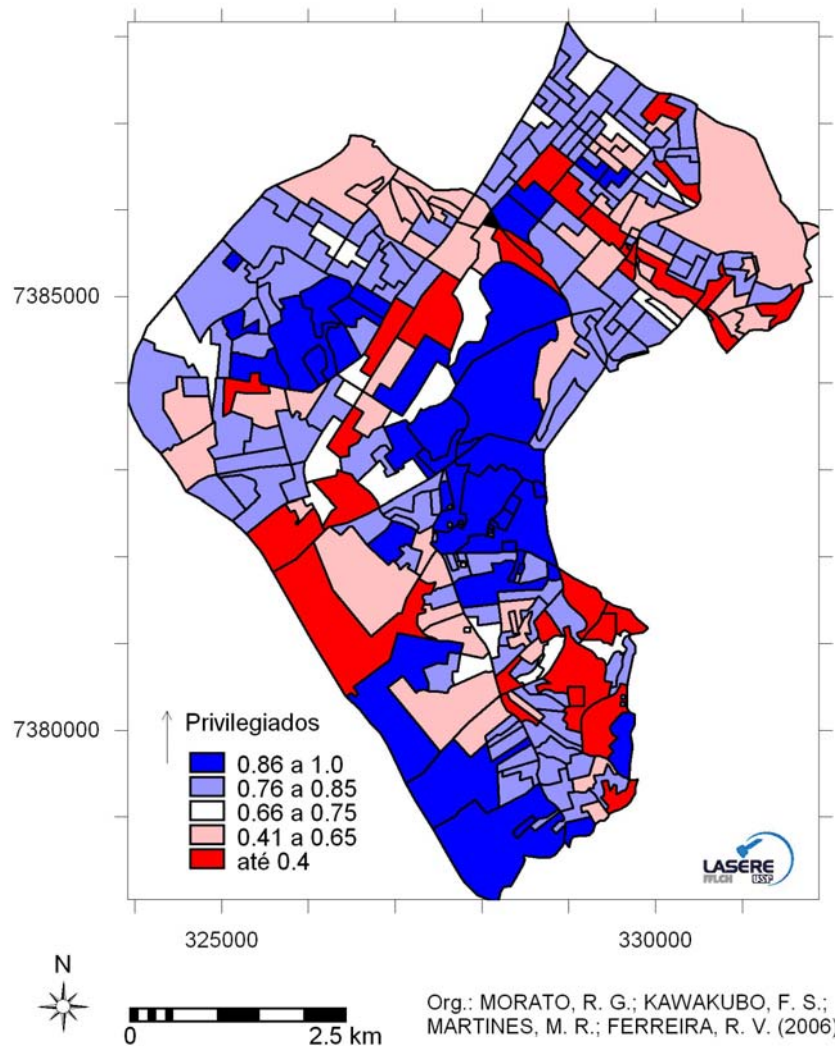 7385000
7380000
Privilegiados
0.86 a 1.0
0.76 a 0.85
0.66 a 0.75
0.41 a 0.65
até 0.4
LASERE
FFLCH USP
325000
330000
N
0
2.5 km
Org.: MORATO, R. G.; KAWAKUBO, F. S.;
MARTINES, M. R.; FERREIRA, R. V. (2006)